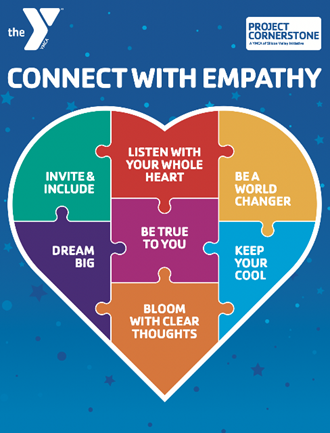 the
YMCA
PROJECT
CORNERSTONE
A YMCA of Silicon Valley Initiative
CONNECT WITH EMPATHY
LISTEN WITH
YOUR WHOLE
HEART
INVITE &
INCLUDE
BE A
WORLD
CHANGER
BE TRUE
TO YOU
DREAM
BIG
KEEP
YOUR
COOL
BLOOM
WITH CLEAR
THOUGHTS